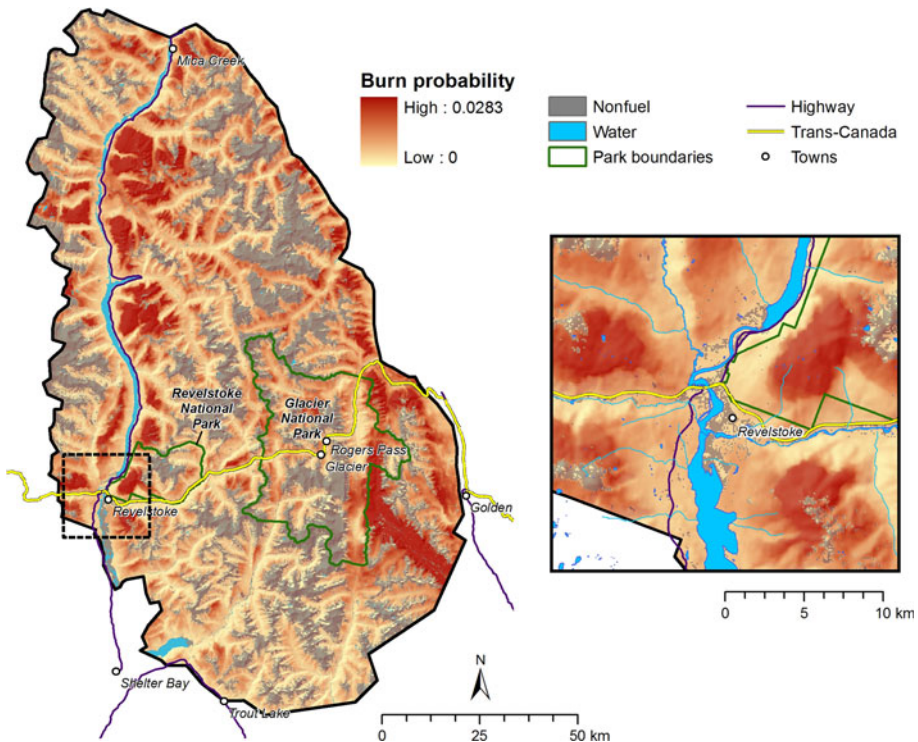 Mica Creek
Burn probability
High : 0.0283
Low : 0
Nonfuel
Water
Park boundaries
Highway
Trans-Canada
Towns
Revelstoke
National
Park
Glacier
National
Park
Rogers Pass
Glacier
Revelstoke
Golden
Shelter Bay
Trout Lake
Revelstoke
0 5 10 km
N
0 25 50 km